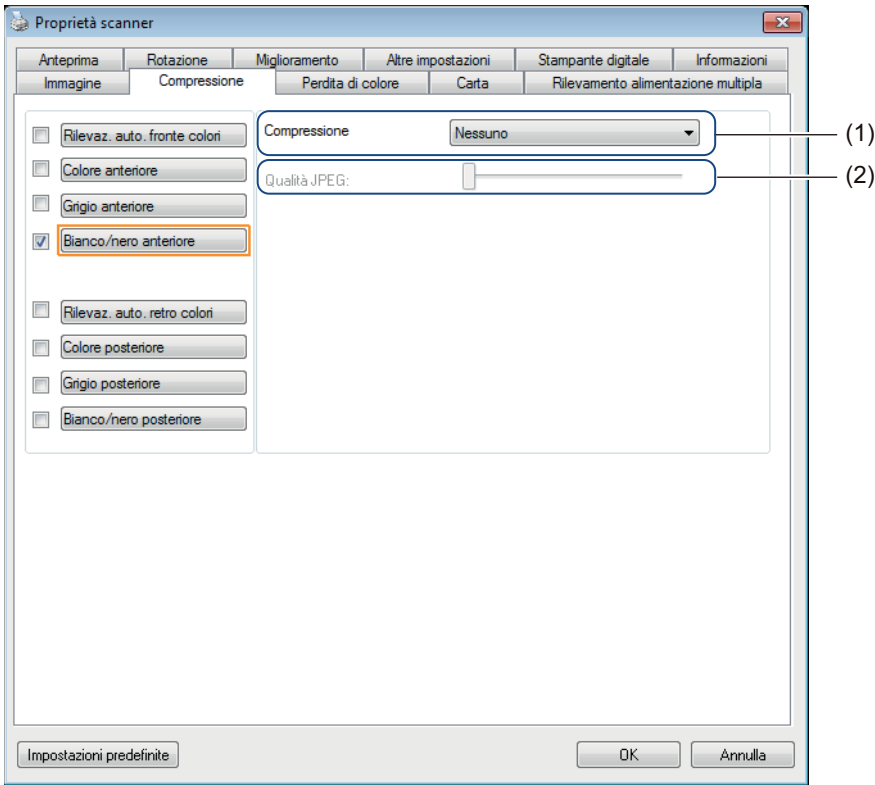 Proprietà scanner
Anteprima Rotazione Miglioramento Altre impostazioni Stampante digitale Informazioni
Immagine Compressione Perdita di colore Carta Rilevamento alimentazione multipla
Rilevaz. auto. fronte colori
Colore anteriore
Grigio anteriore
Bianco/nero anteriore
Rilevaz. auto. retro colori
Colore posteriore
Grigio posteriore
Bianco/nero posteriore
Compressione Nessuno (1)
Qualità JPEG: (2)
Impostazioni predefinite OK Annulla